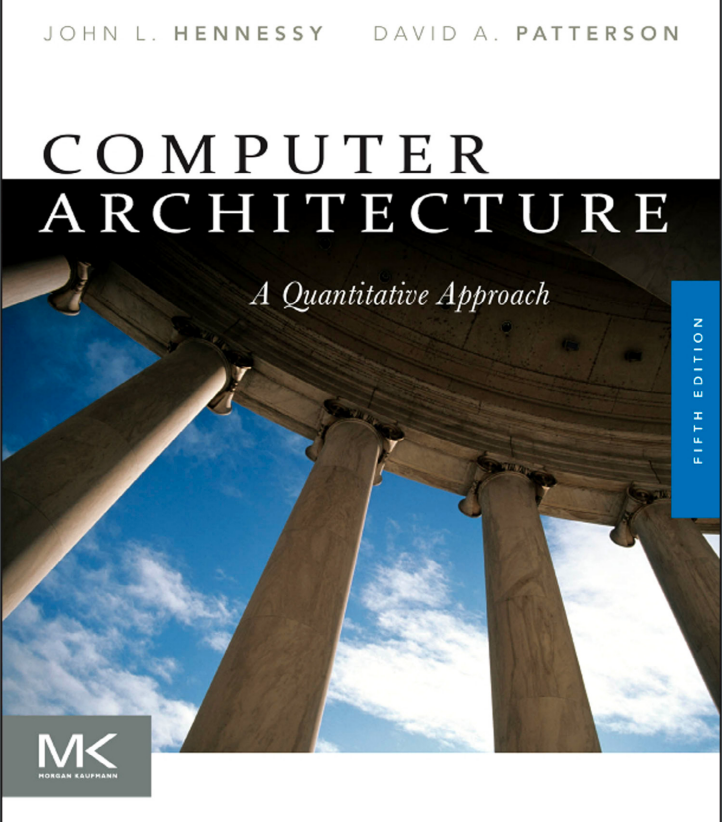 JOHN L. HENNESSY DAVID A. PATTERSON
COMPUTER
ARCHITECTURE
A Quantitative Approach
FIFTH EDITION
MK
MORGAN KAUFMANN